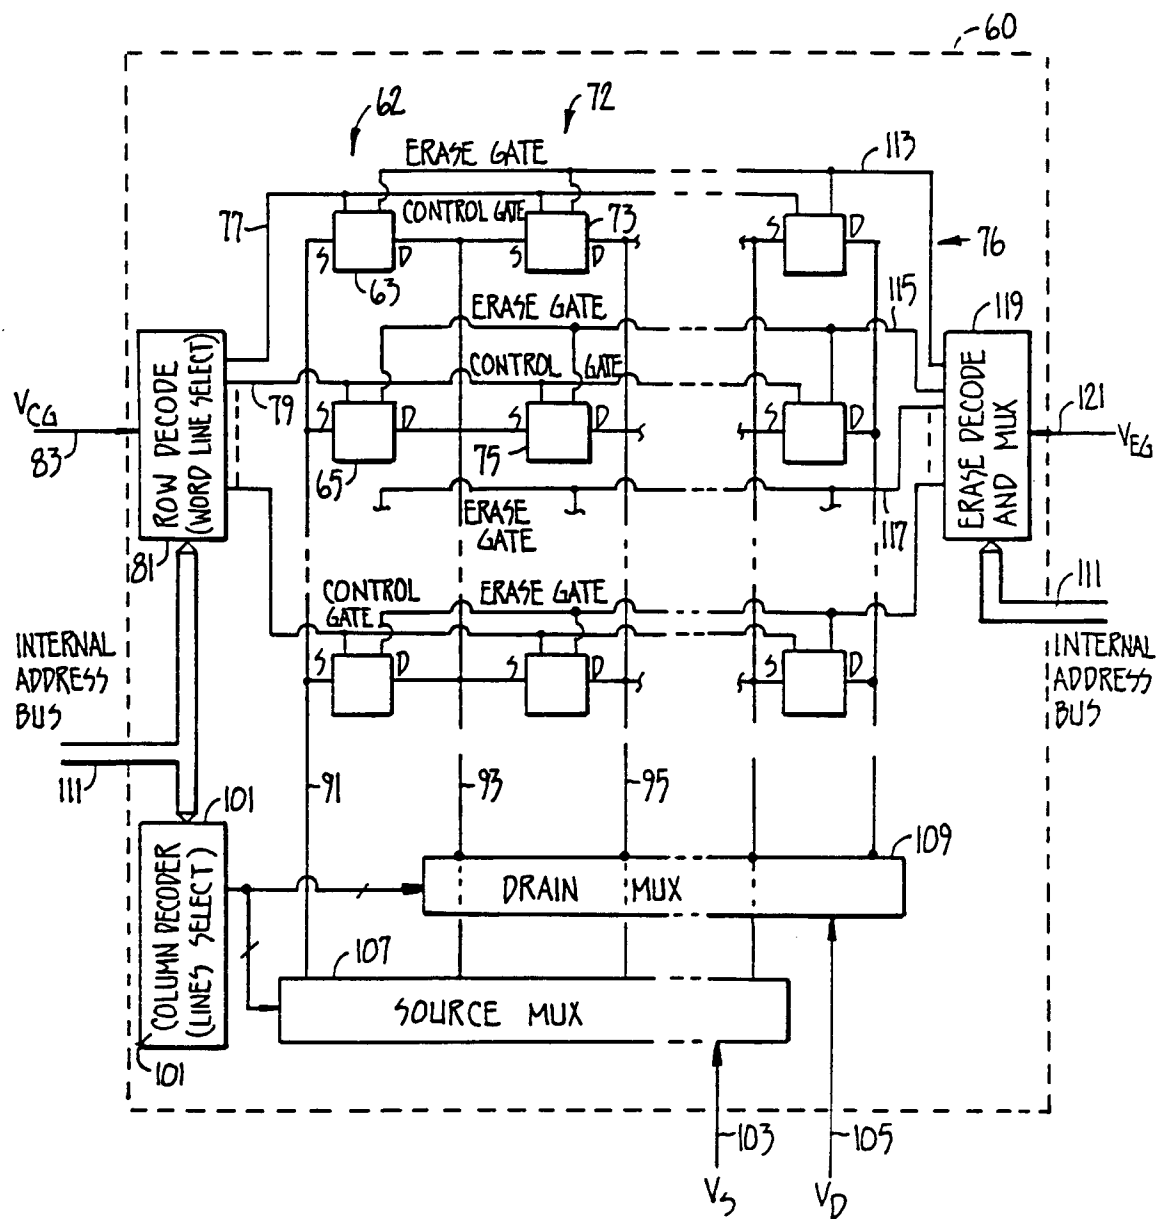 60
62
72
ERASE GATE
113
77
CONTROL GATE
73
S
D
S
D
S
D
76
63
ERASE GATE
115
119
ROW DECODE
(WORD LINE SELECT)
CONTROL GATE
79
VCG
83
S
D
S
D
S
D
65
75
ERASE DECODE
AND MUX
121
VEG
ERASE
GATE
117
81
CONTROL
GATE
ERASE GATE
111
INTERNAL
ADDRESS
BUS
S
D
S
D
S
D
INTERNAL
ADDRESS
BUS
111
91
93
95
101
109
COLUMN DECODER
(LINES SELECT)
DRAIN MUX
107
SOURCE MUX
101
103
105
VS
VD